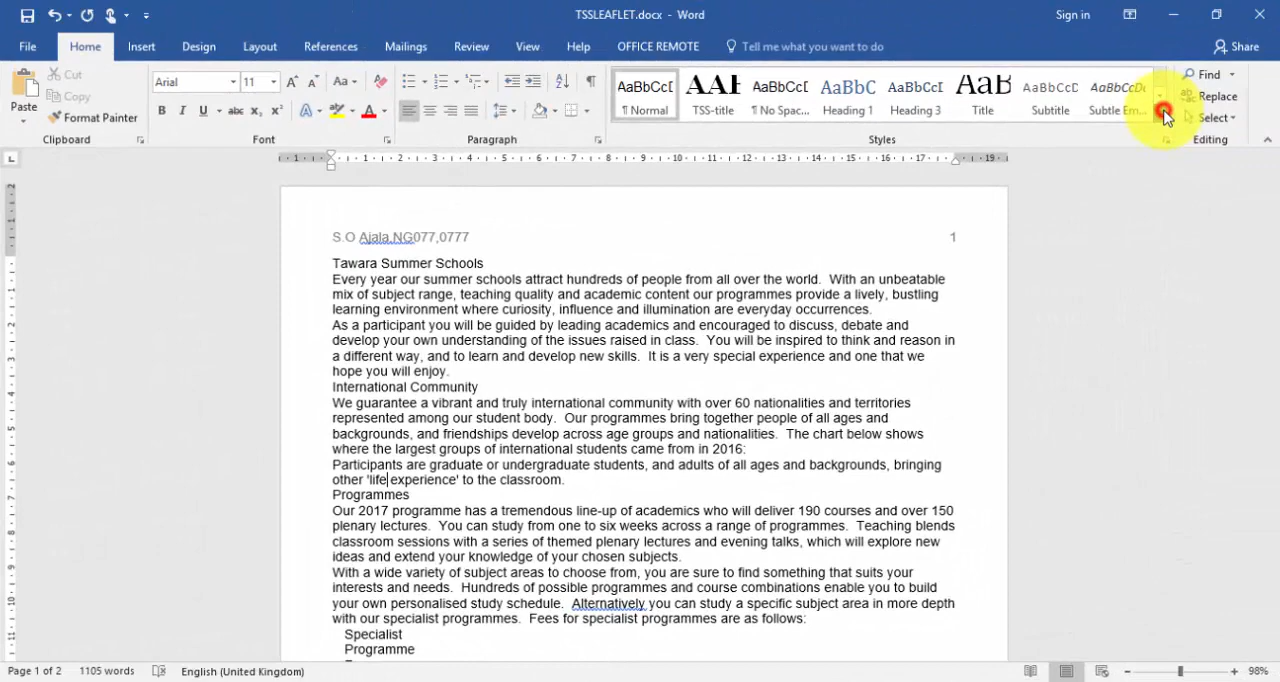 TSSLEAFLET.docx - Word
Sign in
File Home Insert Design Layout References Mailings Review View Help OFFICE REMOTE Tell me what you want to do Share
Paste
Cut
Copy
Format Painter
Clipboard
Arial 11
Font
Paragraph
AaBbCcD AAI AaBbCcD AaBbC AaBbCcI AaB AaBbCcD AaBbCcD
¶ Normal TSS-title ¶ No Spac... Heading 1 Heading 3 Title Subtitle Subtle Em...
Styles
Find
Replace
Select
Editing
S.O Ajala,NG077,0777 1
Tawara Summer Schools
Every year our summer schools attract hundreds of people from all over the world.  With an unbeatable
mix of subject range, teaching quality and academic content our programmes provide a lively, bustling
learning environment where curiosity, influence and illumination are everyday occurrences.
As a participant you will be guided by leading academics and encouraged to discuss, debate and
develop your own understanding of the issues raised in class.  You will be inspired to think and reason in
a different way, and to learn and develop new skills.  It is a very special experience and one that we
hope you will enjoy.
International Community
We guarantee a vibrant and truly international community with over 60 nationalities and territories
represented among our student body.  Our programmes bring together people of all ages and
backgrounds, and friendships develop across age groups and nationalities.  The chart below shows
where the largest groups of international students came from in 2016:
Participants are graduate or undergraduate students, and adults of all ages and backgrounds, bringing
other 'life experience' to the classroom.
Programmes
Our 2017 programme has a tremendous line-up of academics who will deliver 190 courses and over 150
plenary lectures.  You can study from one to six weeks across a range of programmes.  Teaching blends
classroom sessions with a series of themed plenary lectures and evening talks, which will explore new
ideas and extend your knowledge of your chosen subjects.
With a wide variety of subject areas to choose from, you are sure to find something that suits your
interests and needs.  Hundreds of possible programmes and course combinations enable you to build
your own personalised study schedule.  Alternatively you can study a specific subject area in more depth
with our specialist programmes.  Fees for specialist programmes are as follows:
Specialist
Programme
Page 1 of 2 1105 words English (United Kingdom) 98%